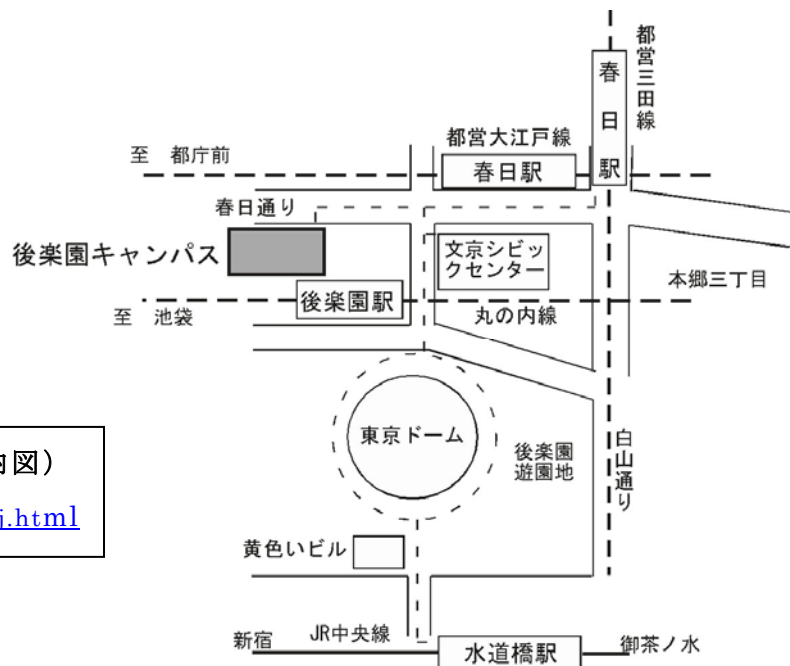 都営三田線
春日駅
都営大江戸線
至　都庁前
春日駅
春日通り
後楽園キャンパス
文京シビッ
クセンター
本郷三丁目
後楽園駅
至　池袋
丸の内線
東京ドーム
後楽園
遊園地
白山通り
内図）
j.html
黄色いビル
新宿
JR中央線
水道橋駅
御茶ノ水